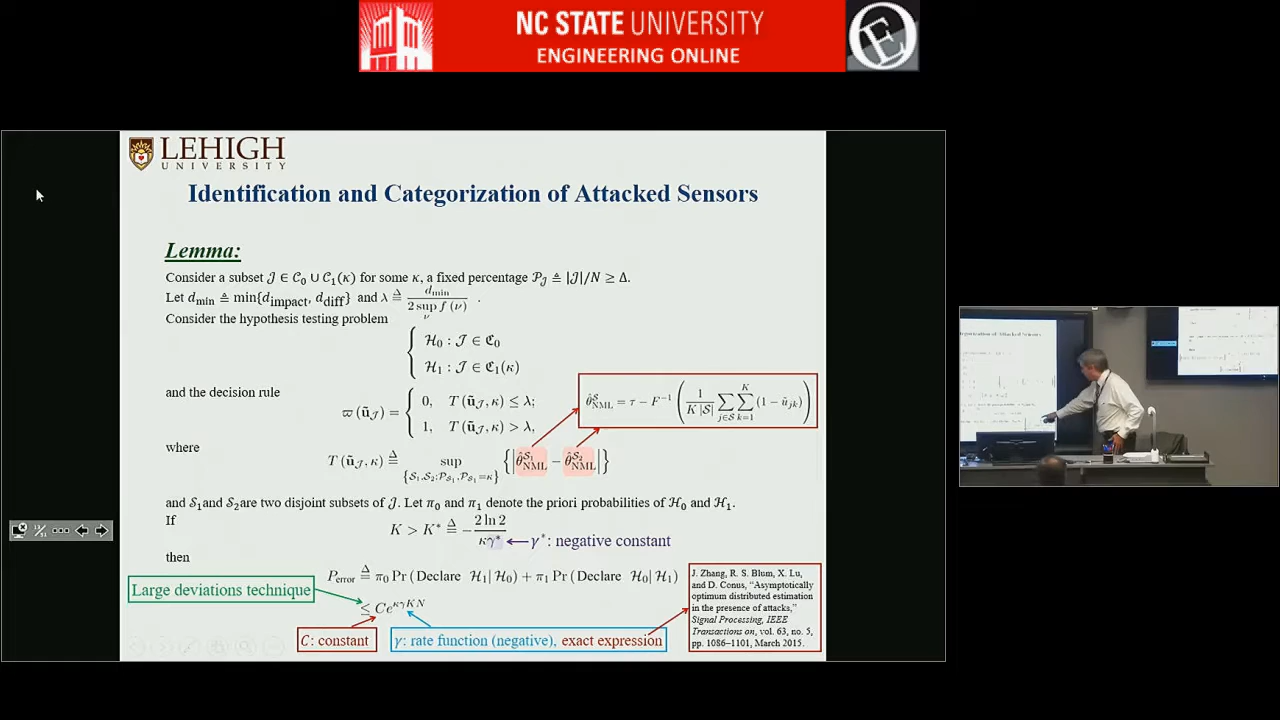 NC STATE UNIVERSITY
ENGINEERING ONLINE
E
LEHIGH
UNIVERSITY
Identification and Categorization of Attacked Sensors
Lemma:
Consider a subset 𝒥 ∈ 𝒞₀ ∪ 𝒞₁(κ) for some κ, a fixed percentage 𝒫_𝒥 ≜ |𝒥|/N ≥ Δ.
Let d_min ≜ min{d_impact, d_diff} and λ ≜ d_min / (2 sup_ν f (ν)) .
Consider the hypothesis testing problem
ℋ₀ : 𝒥 ∈ ℭ₀
ℋ₁ : 𝒥 ∈ ℭ₁(κ)
and the decision rule
ϖ (ũ_𝒥) = { 0, T (ũ_𝒥, κ) ≤ λ;
1, T (ũ_𝒥, κ) > λ,
θ̂^𝒮_NML = τ − F⁻¹ ( 1 / (K |𝒮|) ∑_{j∈𝒮} ∑_{k=1}^{K} (1 − ũ_jk) )
where
T (ũ_𝒥, κ) ≜ sup_{{𝒮₁,𝒮₂:𝒫_𝒮₁,𝒫_𝒮₂=κ}} { |θ̂^𝒮₁_NML − θ̂^𝒮₂_NML| }
and 𝒮₁and 𝒮₂are two disjoint subsets of 𝒥. Let π₀ and π₁ denote the priori probabilities of ℋ₀ and ℋ₁.
If
K > K* ≜ − 2 ln 2 / κγ*
γ*: negative constant
then
P_error ≜ π₀ Pr (Declare ℋ₁| ℋ₀) + π₁ Pr (Declare ℋ₀| ℋ₁)
Large deviations technique
≤ Ce^{κγKN}
C: constant
γ: rate function (negative), exact expression
J. Zhang, R. S. Blum, X. Lu,
and D. Conus, “Asymptotically
optimum distributed estimation
in the presence of attacks,”
Signal Processing, IEEE
Transactions on, vol. 63, no. 5,
pp. 1086–1101, March 2015.